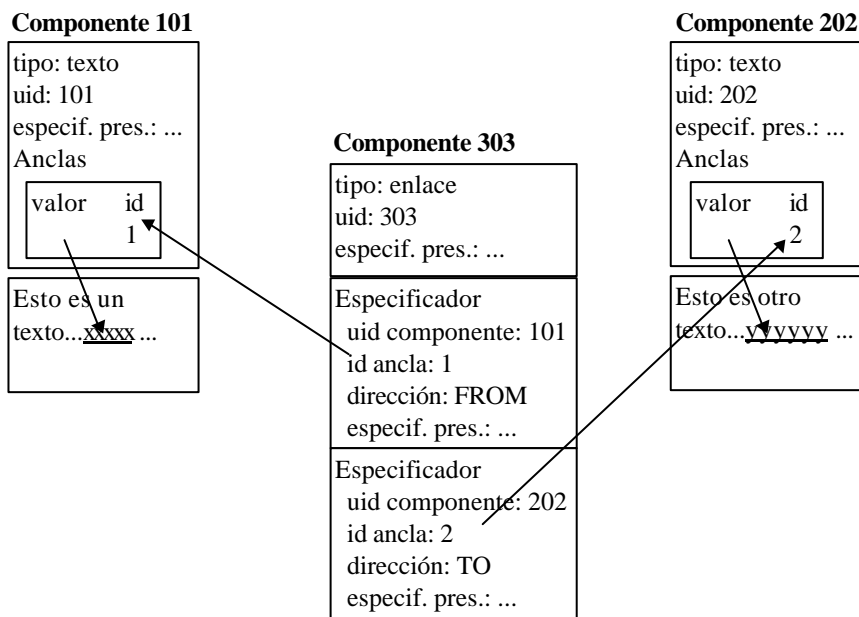 Componente 101
tipo: texto
uid: 101
especif. pres.: ...
Anclas
valor id
1
Esto es un
texto...xxxxx ...
Componente 303
tipo: enlace
uid: 303
especif. pres.: ...
Especificador
uid componente: 101
id ancla: 1
dirección: FROM
especif. pres.: ...
Especificador
uid componente: 202
id ancla: 2
dirección: TO
especif. pres.: ...
Componente 202
tipo: texto
uid: 202
especif. pres.: ...
Anclas
valor id
2
Esto es otro
texto...yyyyyy ...